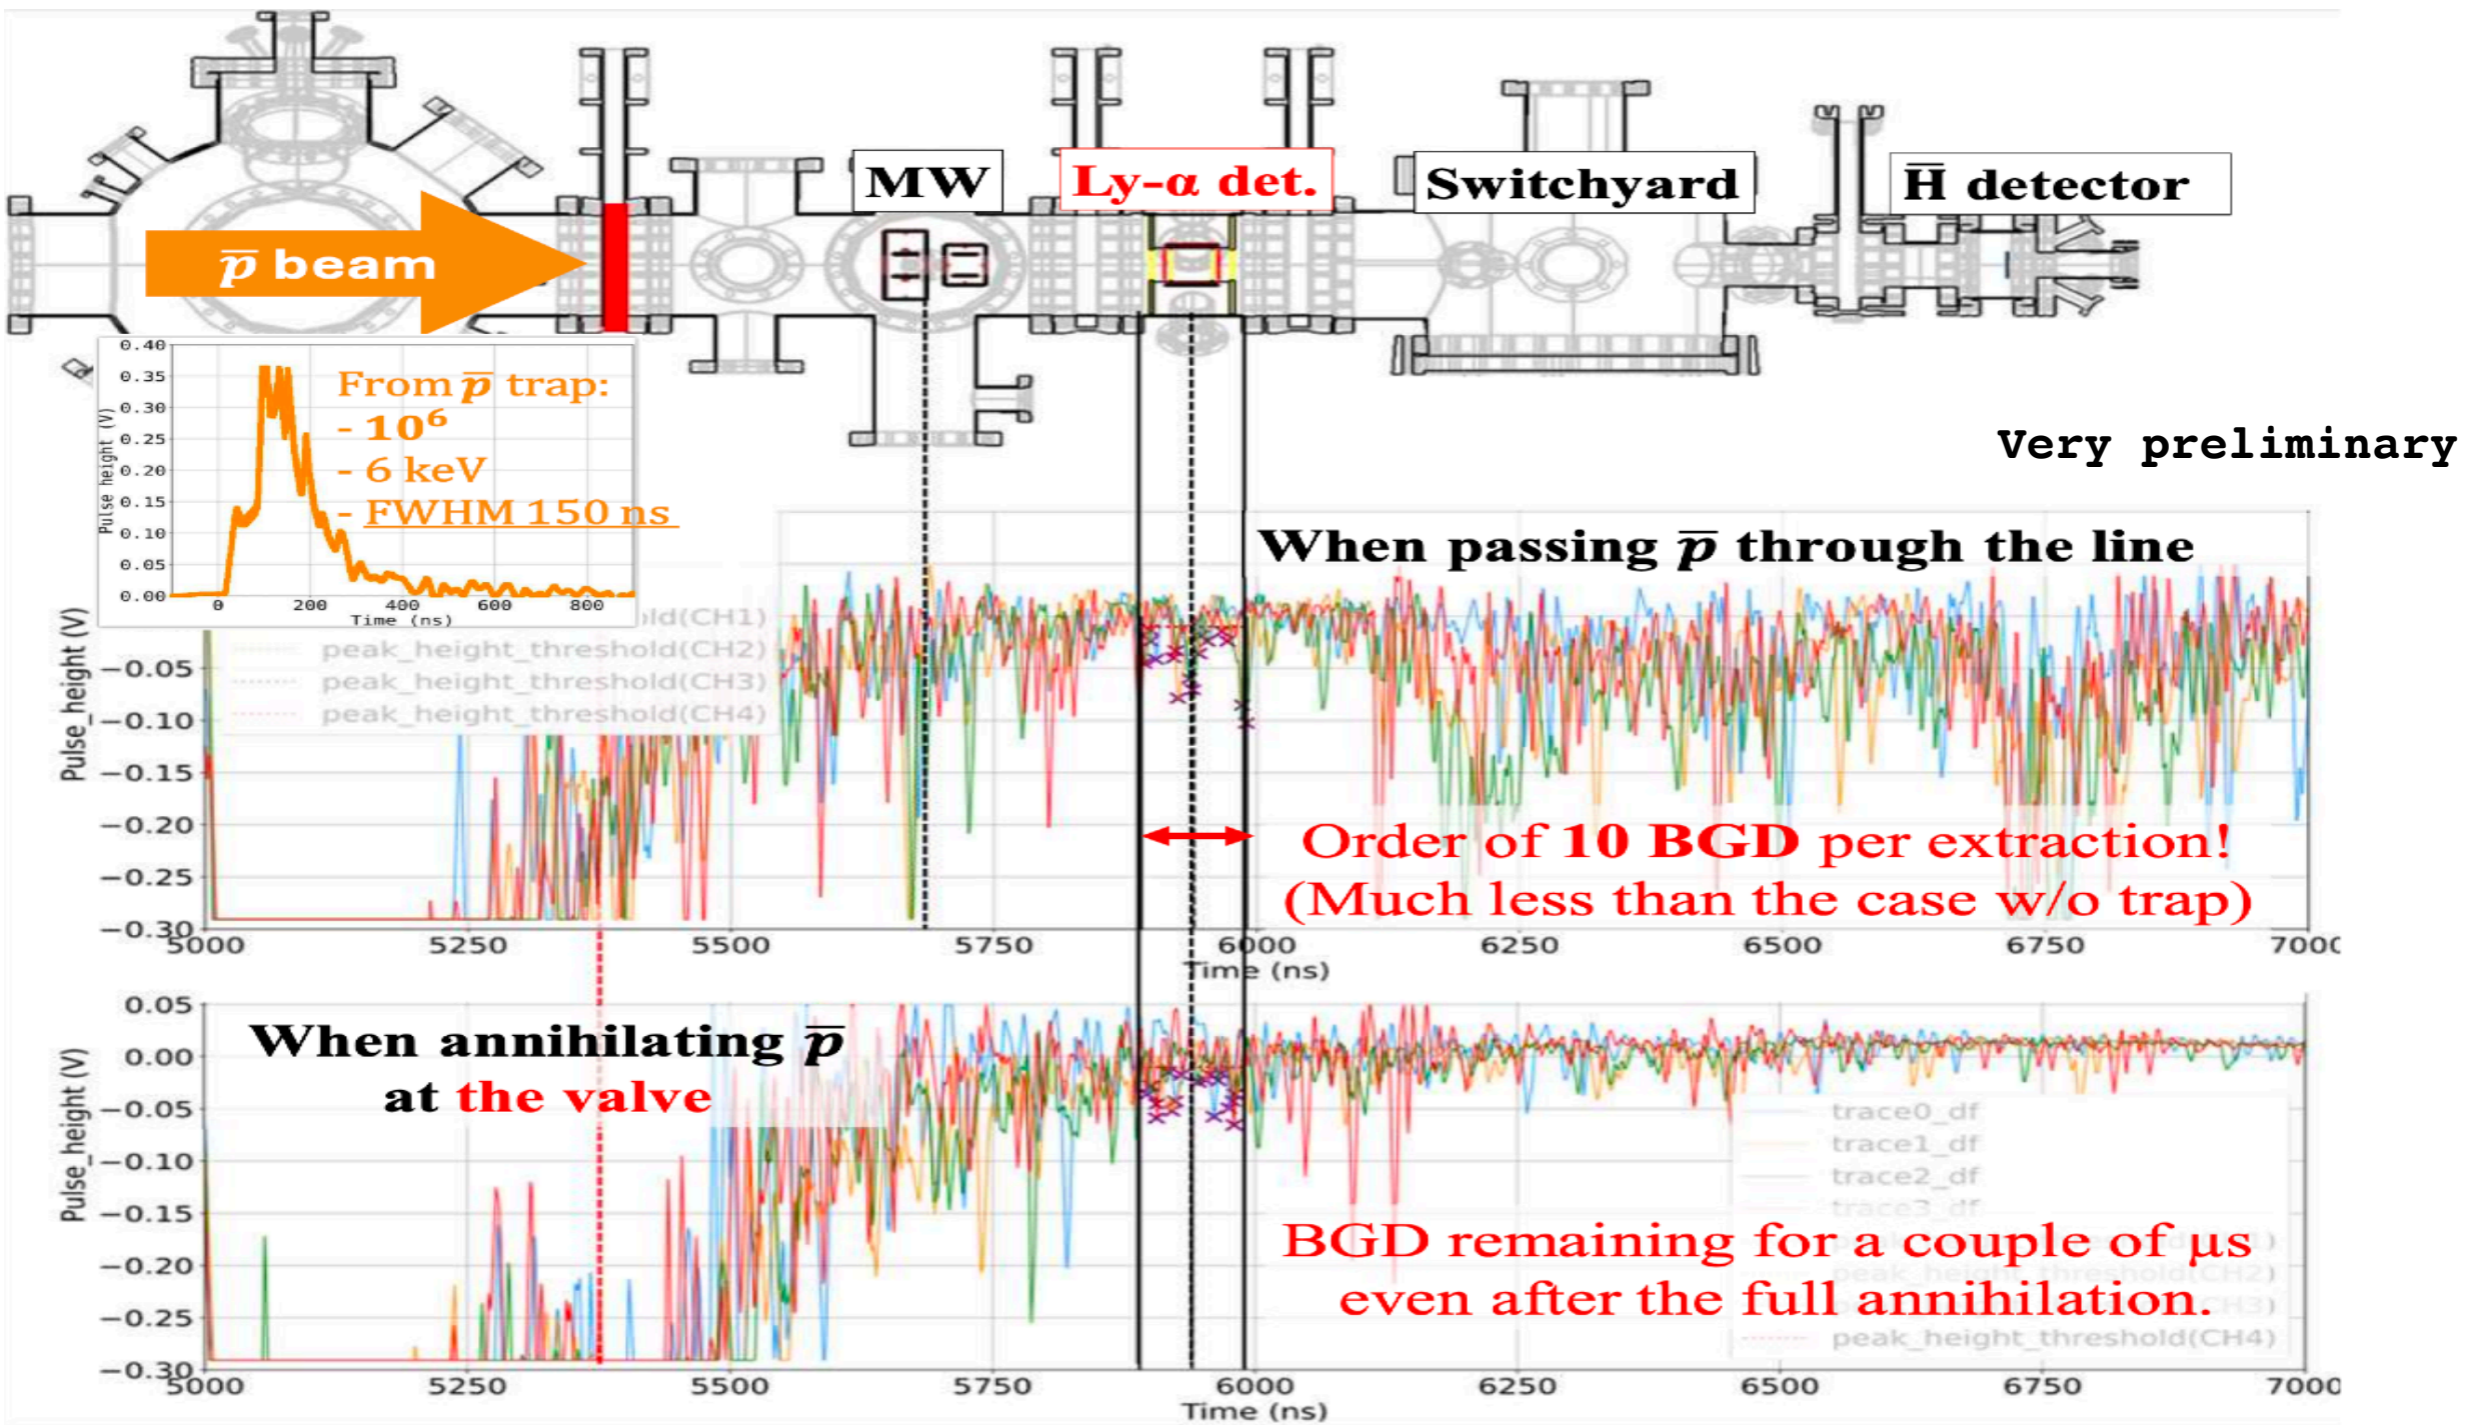 MW
Ly-α det.
Switchyard
H̅ detector
p̅ beam
0.40
0.35
0.30
0.25
0.20
0.15
0.10
0.05
0.00
Pulse height (V)
0 200 400 600 800
Time (ns)
From p̅ trap:
- 10⁶
- 6 keV
- FWHM 150 ns
Very preliminary
When passing p̅ through the line
old(CH1)
peak_height_threshold(CH2)
peak_height_threshold(CH3)
peak_height_threshold(CH4)
Pulse_height (V)
−0.05
−0.10
−0.15
−0.20
−0.25
−0.30
Order of 10 BGD per extraction!
(Much less than the case w/o trap)
5000 5250 5500 5750 6000 6250 6500 6750 7000
Time (ns)
When annihilating p̅
at the valve
Pulse_height (V)
0.05
0.00
−0.05
−0.10
−0.15
−0.20
−0.25
−0.30
trace0_df
trace1_df
trace2_df
trace3_df
BGD remaining for a couple of μs
peak_height_threshold(CH2)
even after the full annihilation.
peak_height_threshold(CH4)
5000 5250 5500 5750 6000 6250 6500 6750 7000
Time (ns)